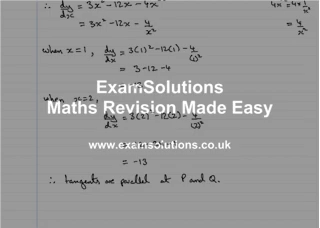 ∴ dy/dx = 3x² - 12x - 4x⁻²
4x⁻² = 4 × 1/x²
= 3x² - 12x - 4/x²
= 4/x²
when x = 1, dy/dx = 3(1)² - 12(1) - 4/(1)²
= 3 - 12 - 4
ExamSolutions
when x = 2,
Maths Revision Made Easy
dy/dx = 3(2)² - 12(2) - 4/(2)²
www.examsolutions.co.uk
= -13
∴ tangents are parallel at P and Q.